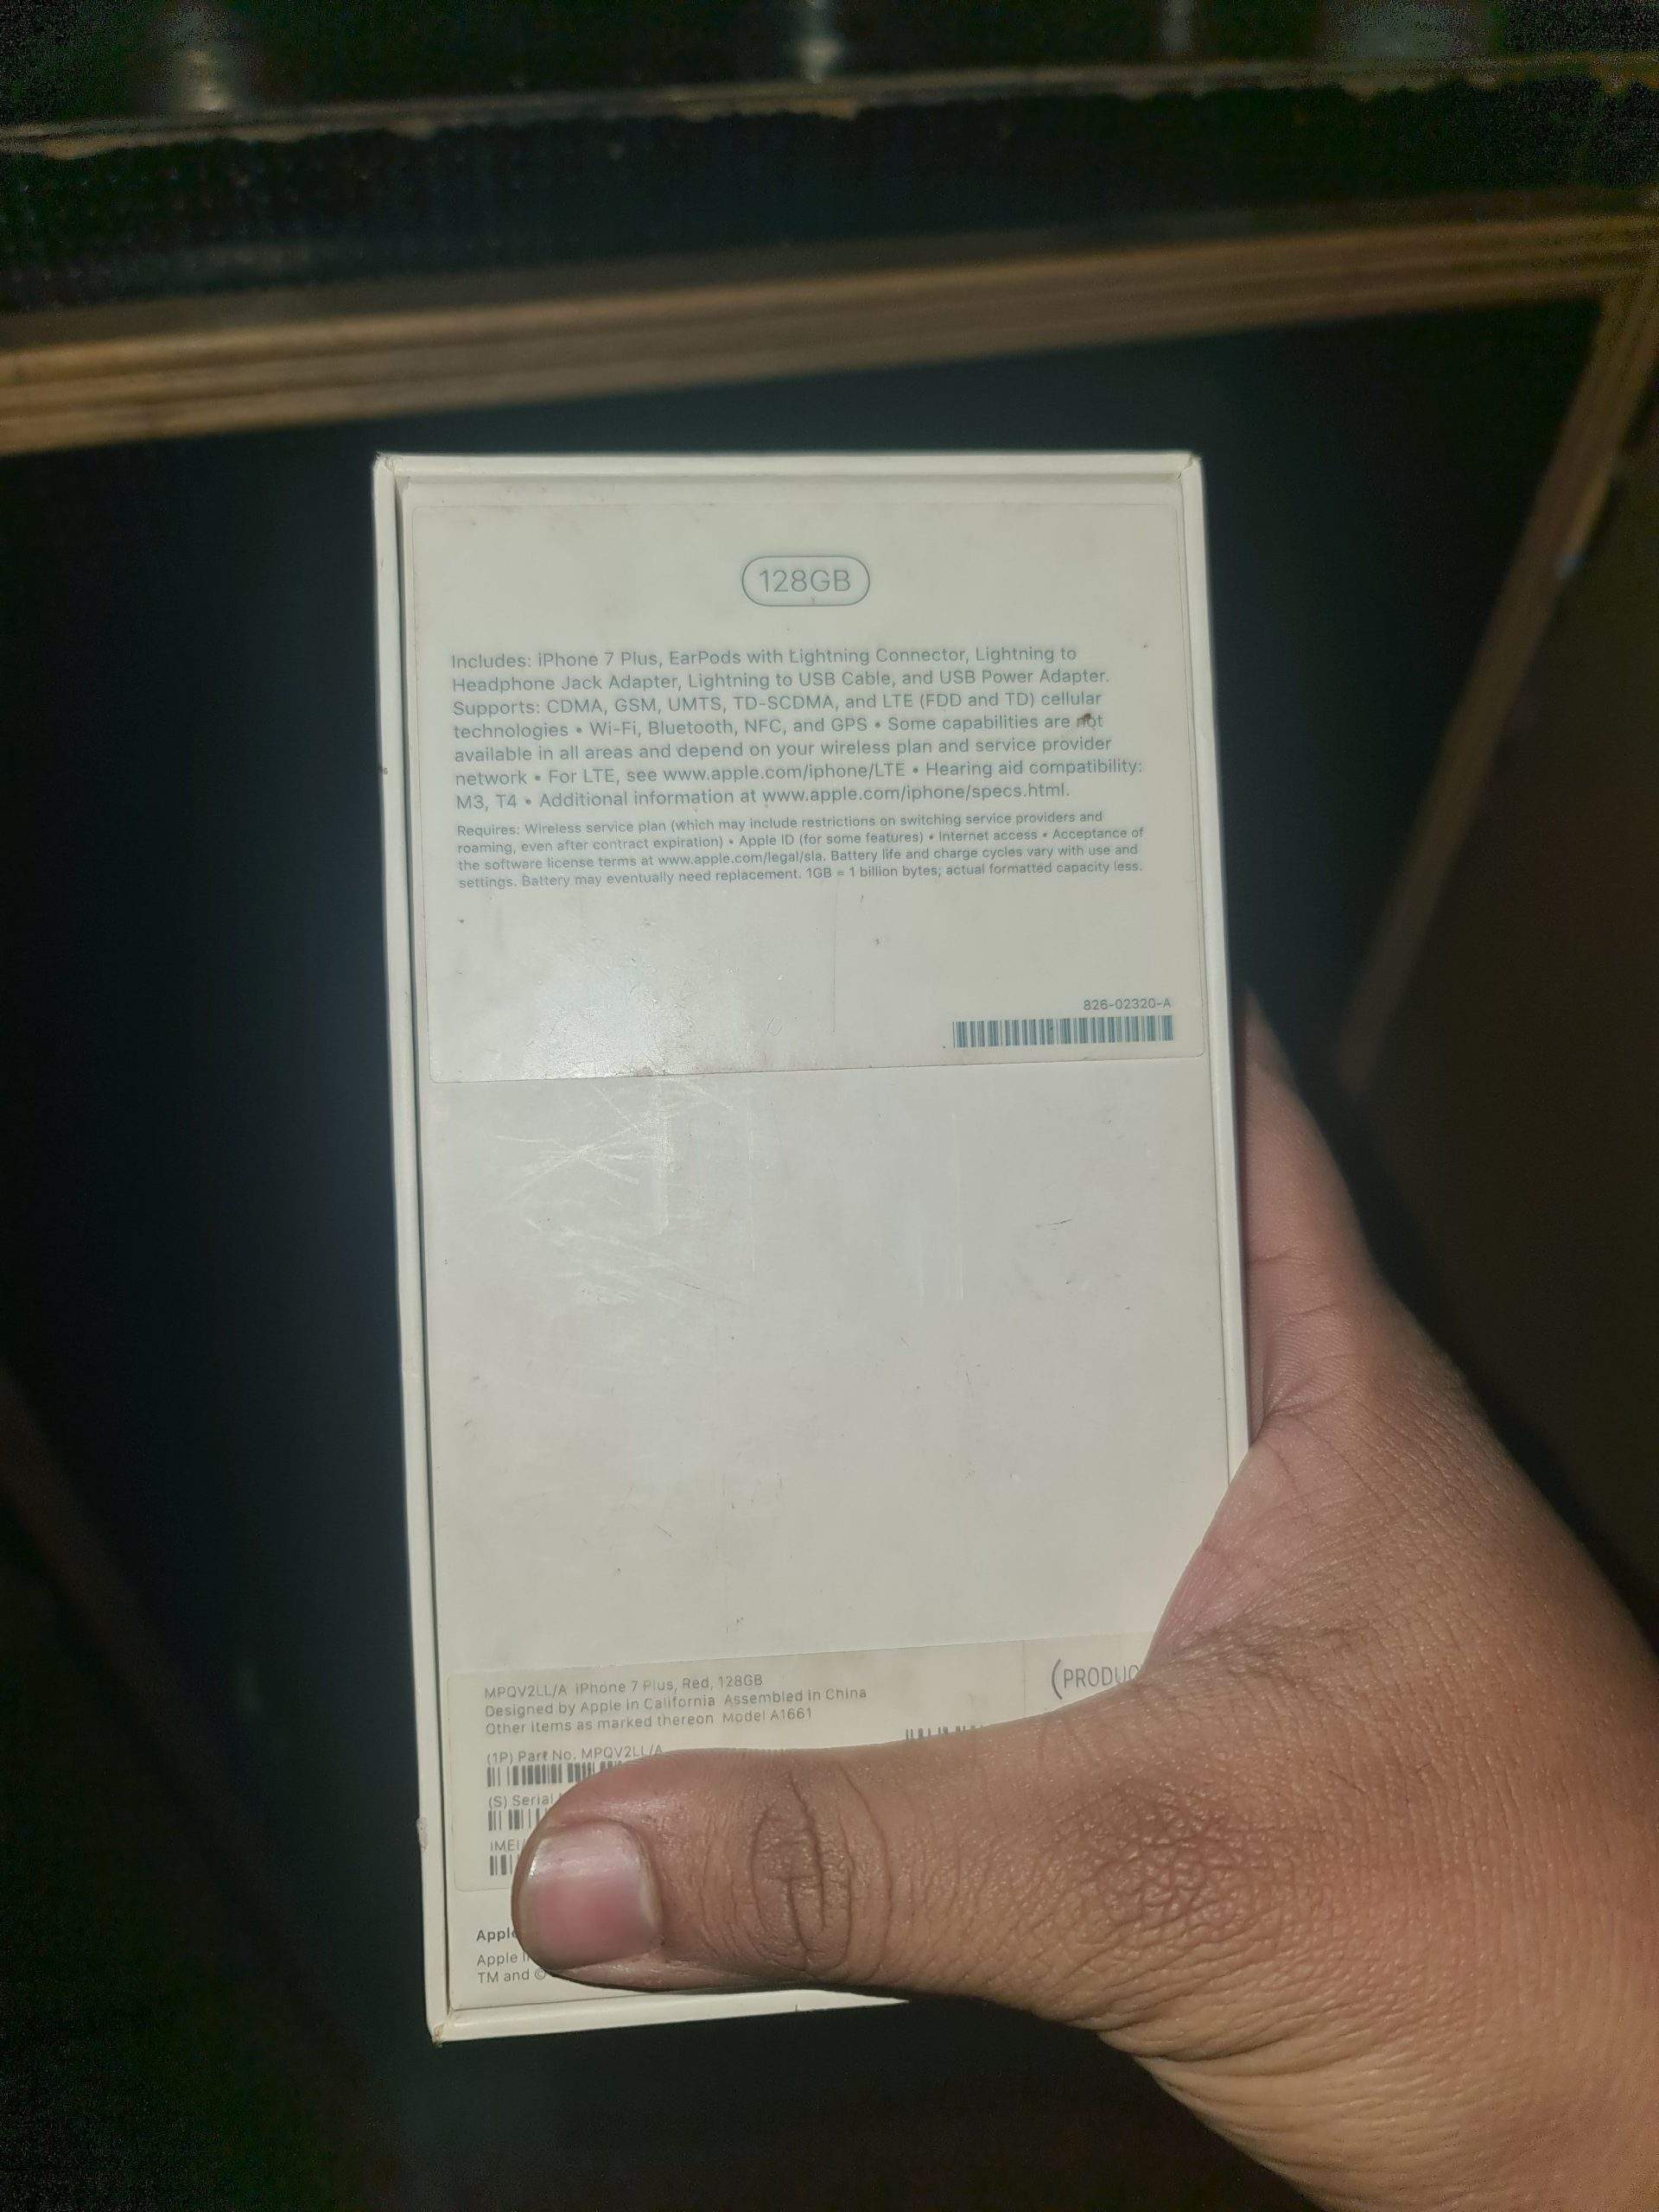 128GB
Includes: iPhone 7 Plus, EarPods with Lightning Connector, Lightning to
Headphone Jack Adapter, Lightning to USB Cable, and USB Power Adapter.
Supports: CDMA, GSM, UMTS, TD-SCDMA, and LTE (FDD and TD) cellular
technologies • Wi-Fi, Bluetooth, NFC, and GPS • Some capabilities are not
available in all areas and depend on your wireless plan and service provider
network • For LTE, see www.apple.com/iphone/LTE • Hearing aid compatibility:
M3, T4 • Additional information at www.apple.com/iphone/specs.html.
Requires: Wireless service plan (which may include restrictions on switching service providers and
roaming, even after contract expiration) • Apple ID (for some features) • Internet access • Acceptance of
the software license terms at www.apple.com/legal/sla. Battery life and charge cycles vary with use and
settings. Battery may eventually need replacement. 1GB = 1 billion bytes; actual formatted capacity less.
826-02320-A
MPQV2LL/A iPhone 7 Plus, Red, 128GB
Designed by Apple in California Assembled in China
Other items as marked thereon Model A1661
(PRODUC
(1P) Part No. MPQV2LL/A
(S) Serial
IMEI/
Apple
Apple
TM and ©